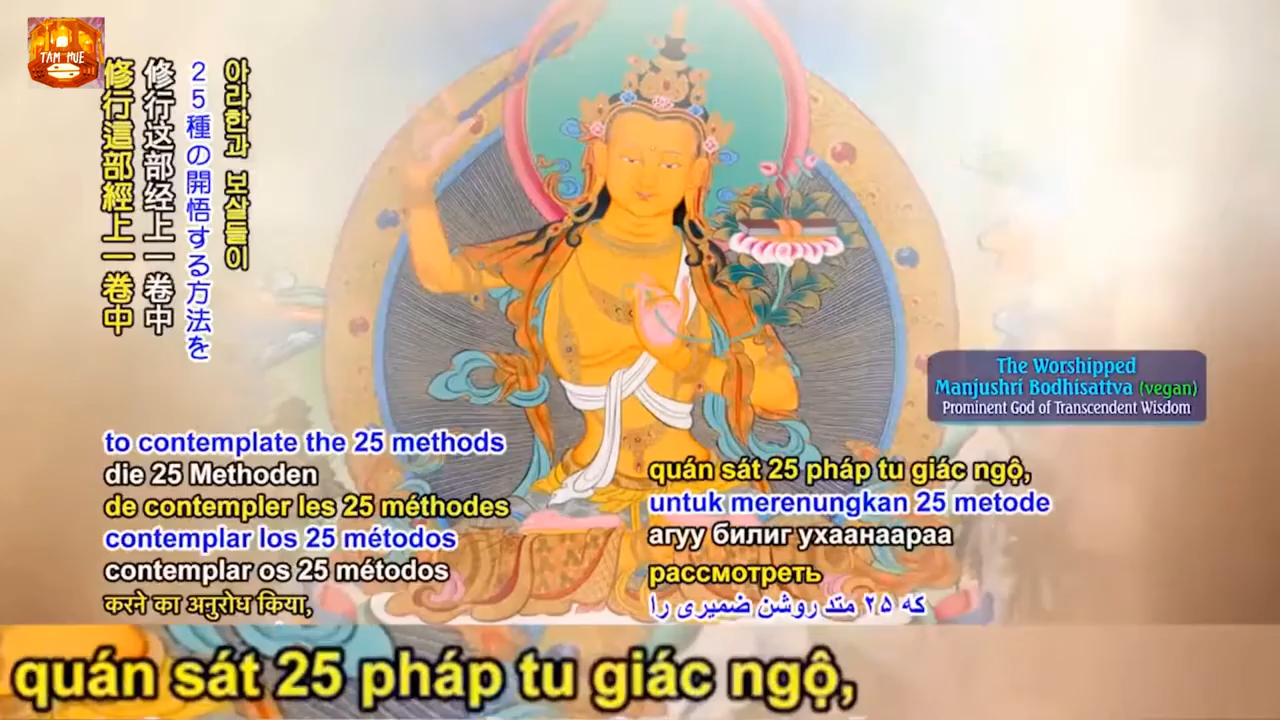 TAM HUE
아라한과 보살들이
25種の開悟する方法を
修行这部经上一卷中
修行這部經上一卷中
The Worshipped
Manjushri Bodhisattva (vegan)
Prominent God of Transcendent Wisdom
to contemplate the 25 methods
die 25 Methoden
de contempler les 25 méthodes
contemplar los 25 métodos
contemplar os 25 métodos
करने का अनुरोध किया,
quán sát 25 pháp tu giác ngộ,
untuk merenungkan 25 metode
агуу билиг ухаанаараа
рассмотреть
که ۲۵ متد روشن ضمیری را
quán sát 25 pháp tu giác ngộ,